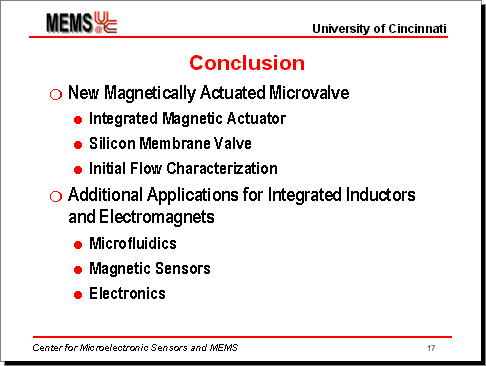 MEMS@UC
University of Cincinnati
Conclusion
New Magnetically Actuated Microvalve
Integrated Magnetic Actuator
Silicon Membrane Valve
Initial Flow Characterization
Additional Applications for Integrated Inductors
and Electromagnets
Microfluidics
Magnetic Sensors
Electronics
Center for Microelectronic Sensors and MEMS
17